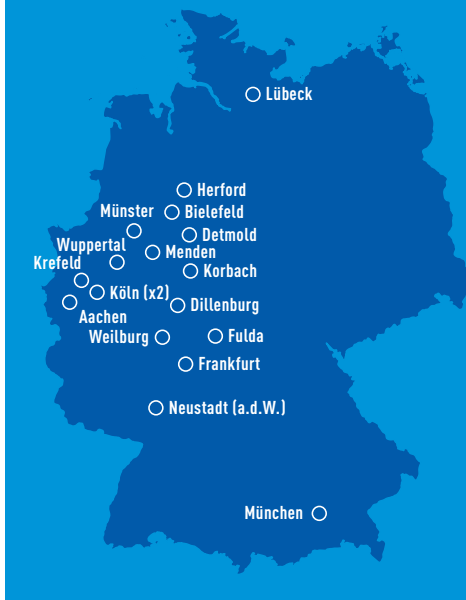 Lübeck
Herford
Münster
Bielefeld
Detmold
Wuppertal
Menden
Krefeld
Korbach
Köln (x2)
Dillenburg
Aachen
Weilburg
Fulda
Frankfurt
Neustadt (a.d.W.)
München